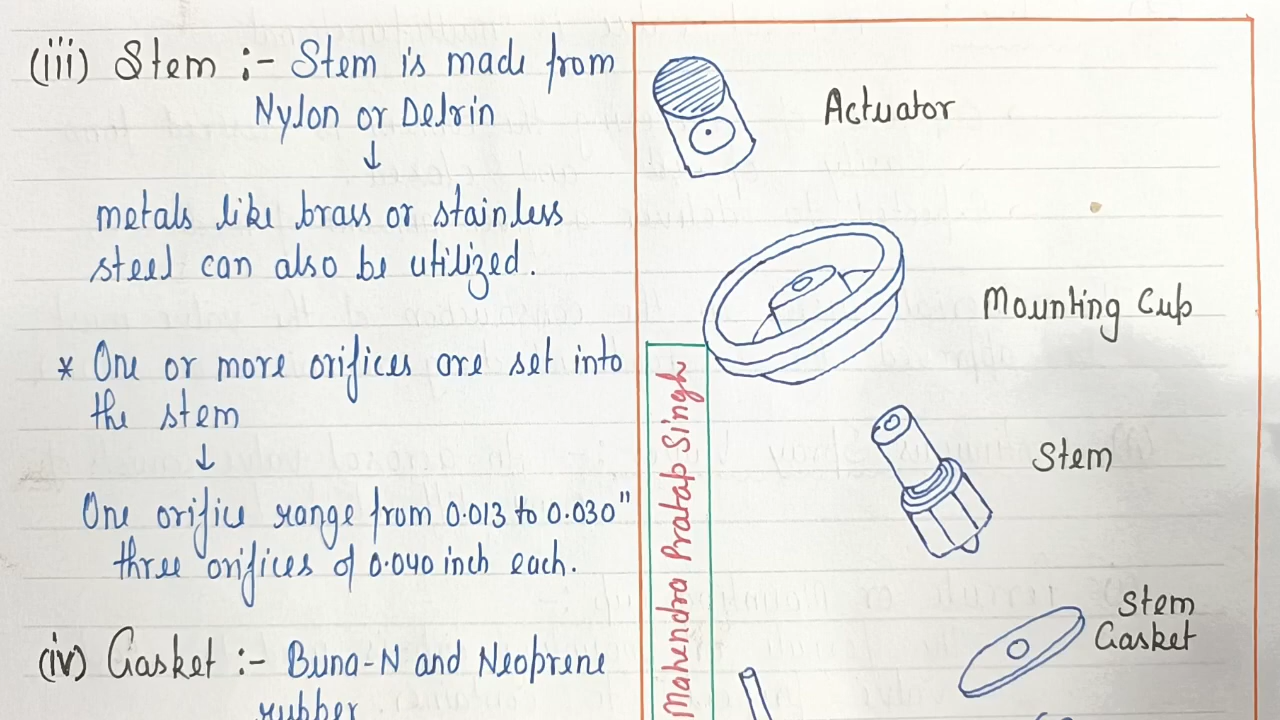 (iii) Stem :- Stem is made from
Nylon or Delrin
↓
metals like brass or stainless
steel can also be utilized.
* One or more orifices are set into
the stem
↓
One orifice range from 0.013 to 0.030"
three orifices of 0.040 inch each.
(iv) Gasket :- Buna-N and Neoprene
rubber.
Actuator
Mounting Cup
Stem
Stem
Gasket
Mahendra Pratap Singh